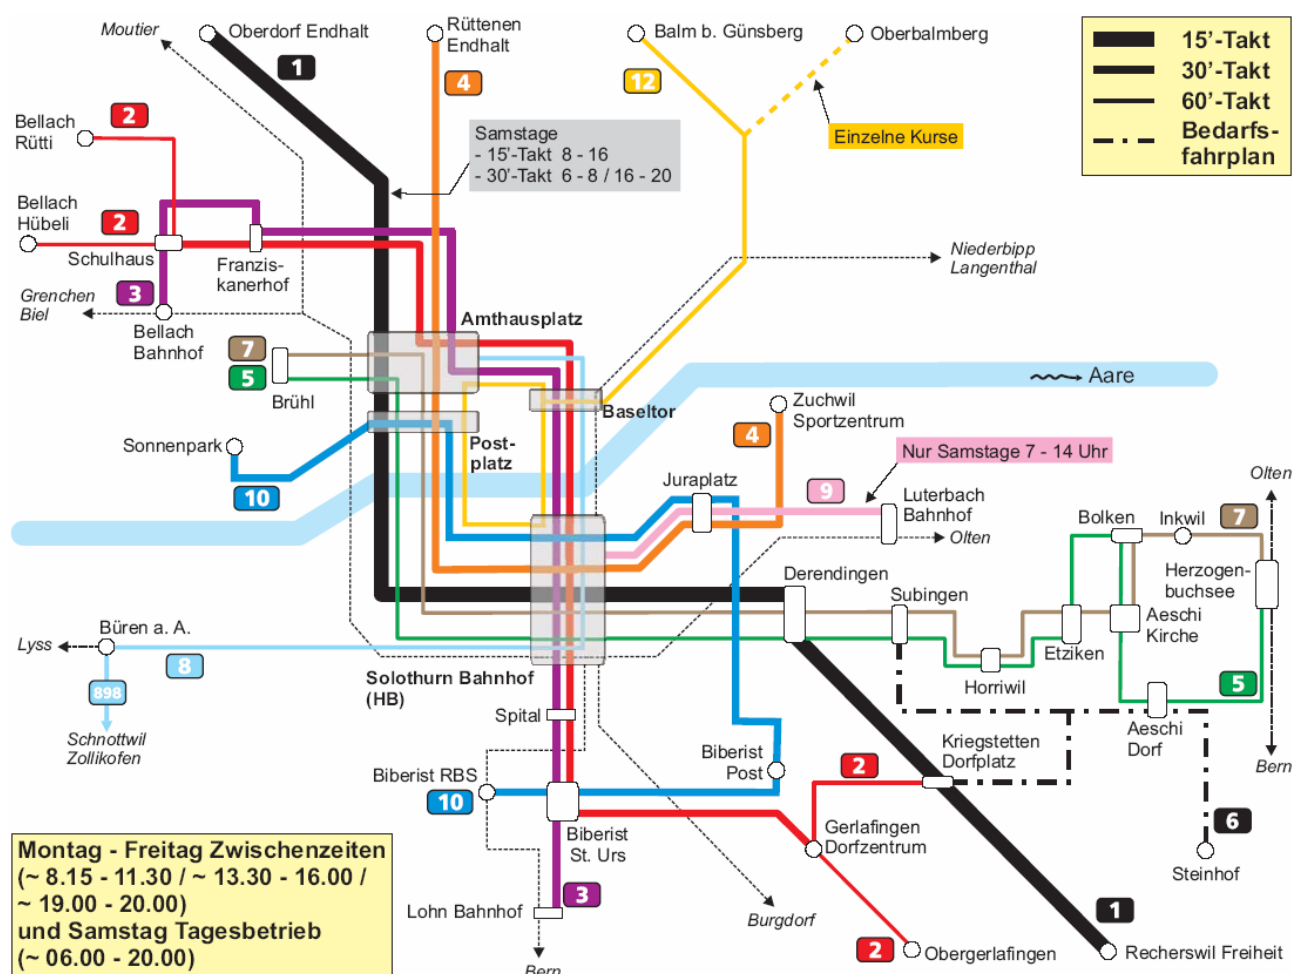 Moutier
Oberdorf Endhalt
1
Rüttenen
Endhalt
4
Balm b. Günsberg
12
Oberbalmberg
Einzelne Kurse
15’-Takt
30’-Takt
60’-Takt
Bedarfs-
fahrplan
Samstage
- 15’-Takt 8 - 16
- 30’-Takt 6 - 8 / 16 - 20
Bellach
Rütti
2
Bellach
Hübeli
2
Schulhaus
Franzis-
kanerhof
3
Grenchen
Biel
Bellach
Bahnhof
Niederbipp
Langenthal
Amthausplatz
7
5
Brühl
Aare
Baseltor
Post-
platz
Sonnenpark
10
Zuchwil
Sportzentrum
4
Nur Samstage 7 - 14 Uhr
Juraplatz
9
Luterbach
Bahnhof
Olten
Olten
Bolken
Inkwil
7
Herzogen-
buchsee
Derendingen
Subingen
Aeschi
Kirche
Etziken
Horriwil
5
Aeschi
Dorf
Bern
Lyss
Büren a. A.
8
898
Schnottwil
Zollikofen
Solothurn Bahnhof
(HB)
Spital
Biberist RBS
10
Biberist
Post
Biberist
St. Urs
Kriegstetten
Dorfplatz
2
Gerlafingen
Dorfzentrum
6
Steinhof
3
Lohn Bahnhof
Bern
Burgdorf
2
Obergerlafingen
1
Recherswil Freiheit
Montag - Freitag Zwischenzeiten
(~ 8.15 - 11.30 / ~ 13.30 - 16.00 /
~ 19.00 - 20.00)
und Samstag Tagesbetrieb
(~ 06.00 - 20.00)